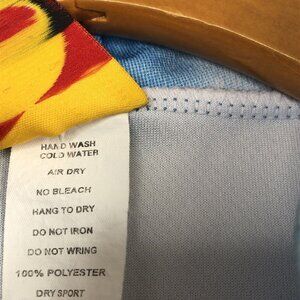 HAND WASH
COLD WATER
AIR DRY
NO BLEACH
HANG TO DRY
DO NOT IRON
DO NOT WRING
100% POLYESTER
DRY SPORT